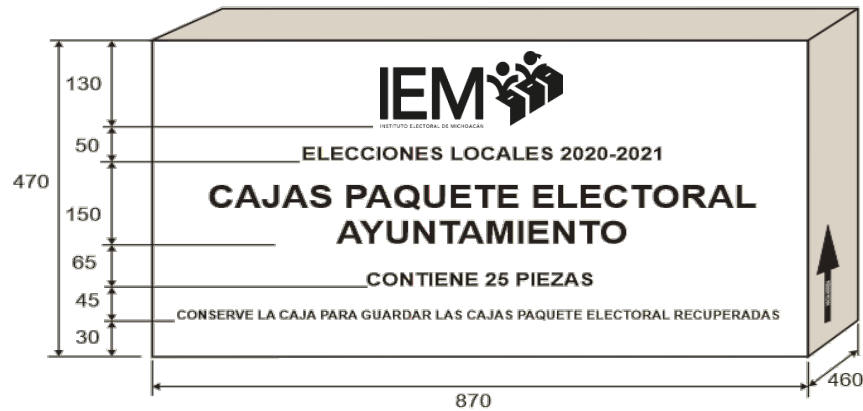 130
IEM
INSTITUTO ELECTORAL DE MICHOACÁN
50
ELECCIONES LOCALES 2020-2021
470
CAJAS PAQUETE ELECTORAL
150
AYUNTAMIENTO
65
CONTIENE 25 PIEZAS
45
CONSERVE LA CAJA PARA GUARDAR LAS CAJAS PAQUETE ELECTORAL RECUPERADAS
30
460
870